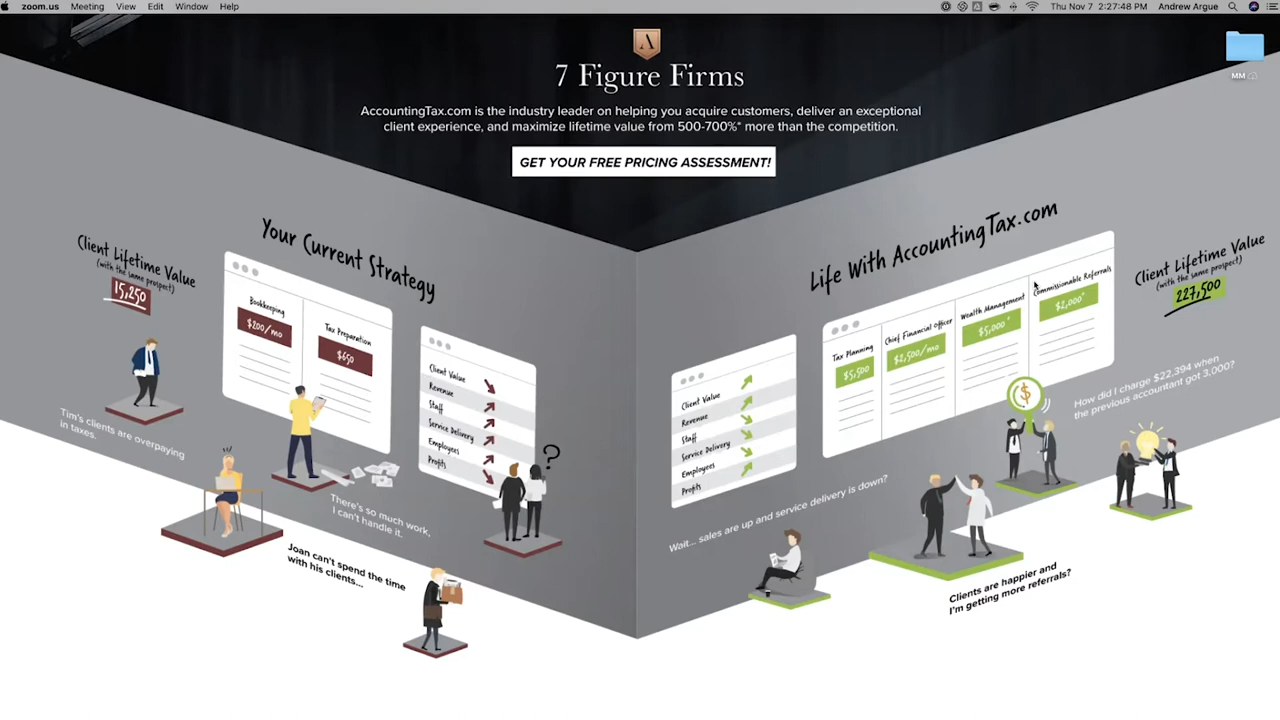 zoom.us Meeting View Edit Window Help
Thu Nov 7 2:27:48 PM Andrew Argue
MM
A
7 Figure Firms
AccountingTax.com is the industry leader on helping you acquire customers, deliver an exceptional
client experience, and maximize lifetime value from 500-700%* more than the competition.
GET YOUR FREE PRICING ASSESSMENT!
Your Current Strategy
Client Lifetime Value
(with the same prospect)
15,250
Bookkeeping
$200/mo
Tax Preparation
$650
Client Value
Revenue
Staff
Service Delivery
Employees
Profits
?
Tim's clients are overpaying
in taxes.
There's so much work,
I can't handle it.
Joan can't spend the time
with his clients...
Life With AccountingTax.com
Client Lifetime Value
(with the same prospect)
227,500
Tax Planning
$5,500
Chief Financial Officer
$2,500/mo
Wealth Management
$5,000*
Commissionable Referrals
$2,000*
Client Value
Revenue
Staff
Service Delivery
Employees
Profits
$
How did I charge $22,394 when
the previous accountant got 3,000?
Wait... sales are up and service delivery is down?
Clients are happier and
I'm getting more referrals?